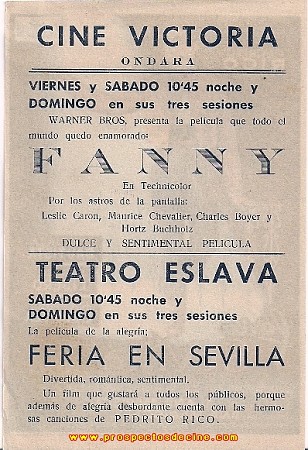 CINE VICTORIA
ONDARA
VIERNES y SABADO 10'45 noche y
DOMINGO en sus tres sesiones
WARNER BROS, presenta la película que todo el
mundo quedo enamorado:
FANNY
En Technicolor
Por los astros de la pantalla:
Leslie Caron, Maurice Chevalier, Charles Boyer y
Hortz Buchholz
DULCE Y SENTIMENTAL PELICULA
TEATRO ESLAVA
SABADO 10'45 noche y
DOMINGO en sus tres sesiones
La película de la alegría;
FERIA EN SEVILLA
Divertida, romántica, sentimental.
Un film que gustará a todos los públicos, porque
además de alegría desbordante cuenta con las hermo-
sas canciones de PEDRITO RICO.
www.prospectosdecine.com